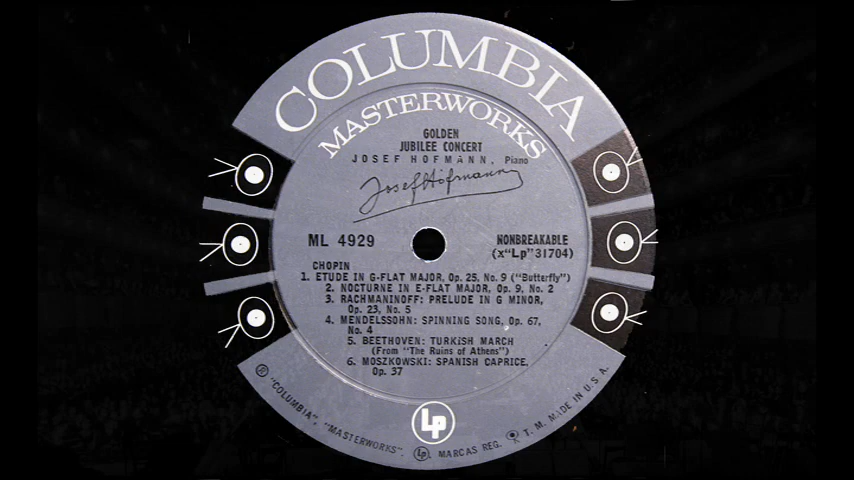 COLUMBIA
MASTERWORKS
GOLDEN
JUBILEE CONCERT
JOSEF HOFMANN, Piano
Josef Hofmann
ML 4929
NONBREAKABLE
(x"Lp"31704)
CHOPIN
1. ETUDE IN G-FLAT MAJOR, Op. 25, No. 9 ("Butterfly")
2. NOCTURNE IN E-FLAT MAJOR, Op. 9, No. 2
3. RACHMANINOFF: PRELUDE IN G MINOR,
Op. 23, No. 5
4. MENDELSSOHN: SPINNING SONG, Op. 67,
No. 4
5. BEETHOVEN: TURKISH MARCH
(From "The Ruins of Athens")
6. MOSZKOWSKI: SPANISH CAPRICE,
Op. 37
Lp
® "COLUMBIA", "MASTERWORKS", Lp, MARCAS REG. T. M. MADE IN U.S.A.